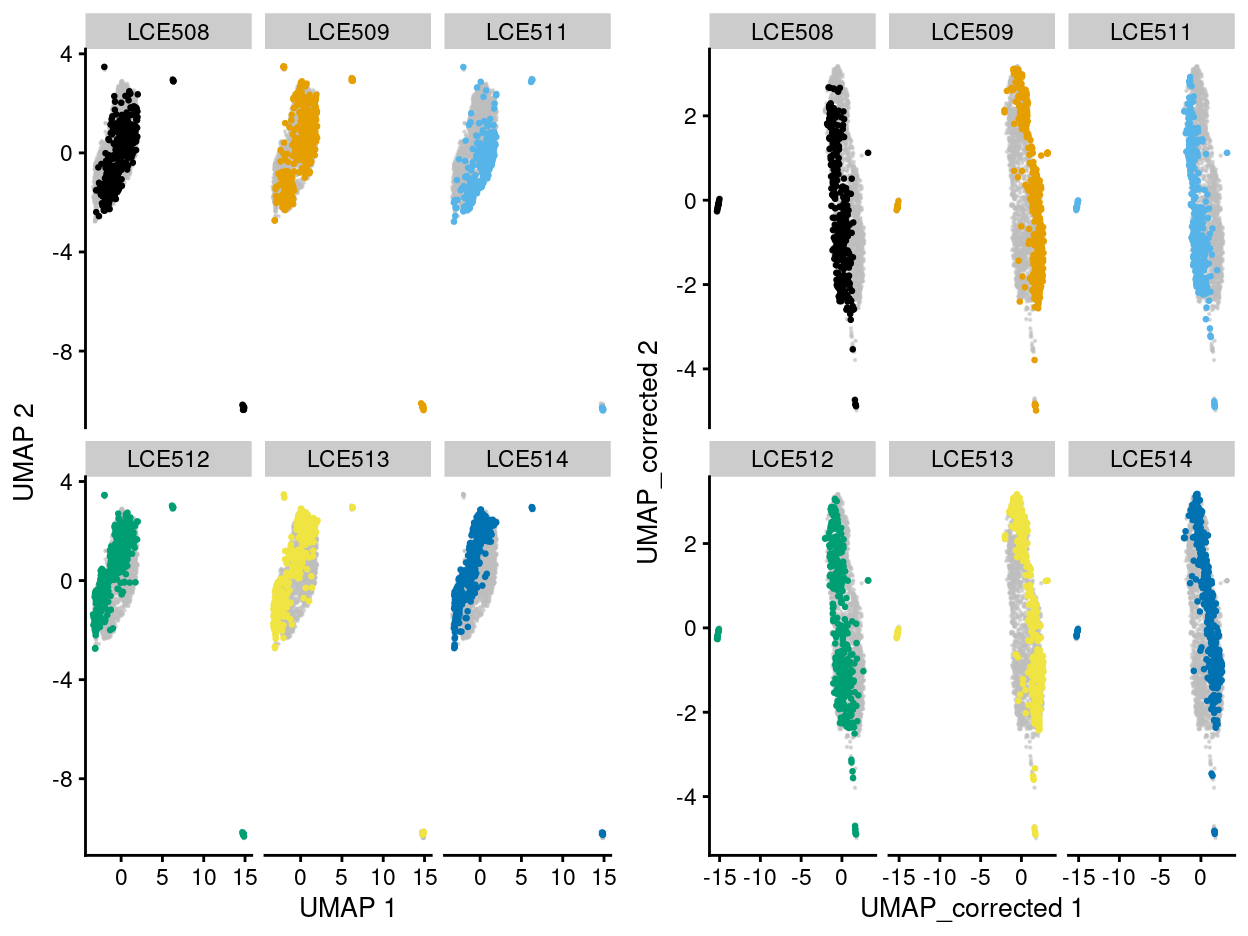 LCE508 LCE509 LCE511
4
0
-4
-8
LCE512 LCE513 LCE514
4
0
-4
-8
0 5 10 15 0 5 10 15 0 5 10 15
UMAP 1
UMAP 2
LCE508 LCE509 LCE511
2
0
-2
-4
LCE512 LCE513 LCE514
2
0
-2
-4
-15 -10 -5 0 -15 -10 -5 0 -15 -10 -5 0
UMAP_corrected 1
UMAP_corrected 2